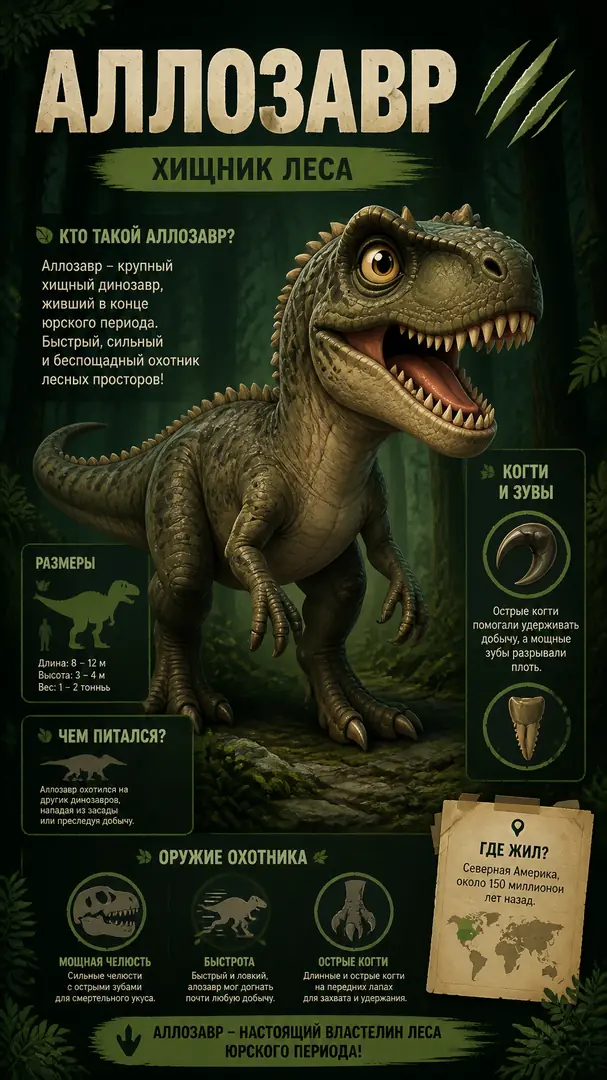 АЛЛОЗАВР
ХИЩНИК ЛЕСА
КТО ТАКОЙ АЛЛОЗАВР?
Аллозавр – крупный
хищный динозавр,
живший в конце
юрского периода.
Быстрый, сильный
и беспощадный охотник
лесных просторов!
КОГТИ
И ЗУВЫ
Острые когти
помогали удерживать
добычу, а мощные
зубы разрывали
плоть.
РАЗМЕРЫ
Длина: 8 – 12 м
Высота: 3 – 4 м
Вес: 1 – 2 тоннь
ЧЕМ ПИТАЛСЯ?
Аллозавр охотился на
других динозавров,
нападая из засады
или преследуя добычу.
ГДЕ ЖИЛ?
Северная Америка,
около 150 миллионои
лет назад.
ОРУЖИЕ ОХОТНИКА
МОЩНАЯ ЧЕЛЮСТЬ
Сильные челюсти
с острыми зубами
для смертельного укуса.
БЫСТРОТА
Быстрый и ловкий,
алозавр мог догнать
почти любую добычу.
ОСТРЫЕ КОГТИ
Длинные и острые когти
на передних лапах
для захвата и удержания.
АЛЛОЗАВР – НАСТОЯЩИЙ ВЛАСТЕЛИН ЛЕСА
ЮРСКОГО ПЕРИОДА!